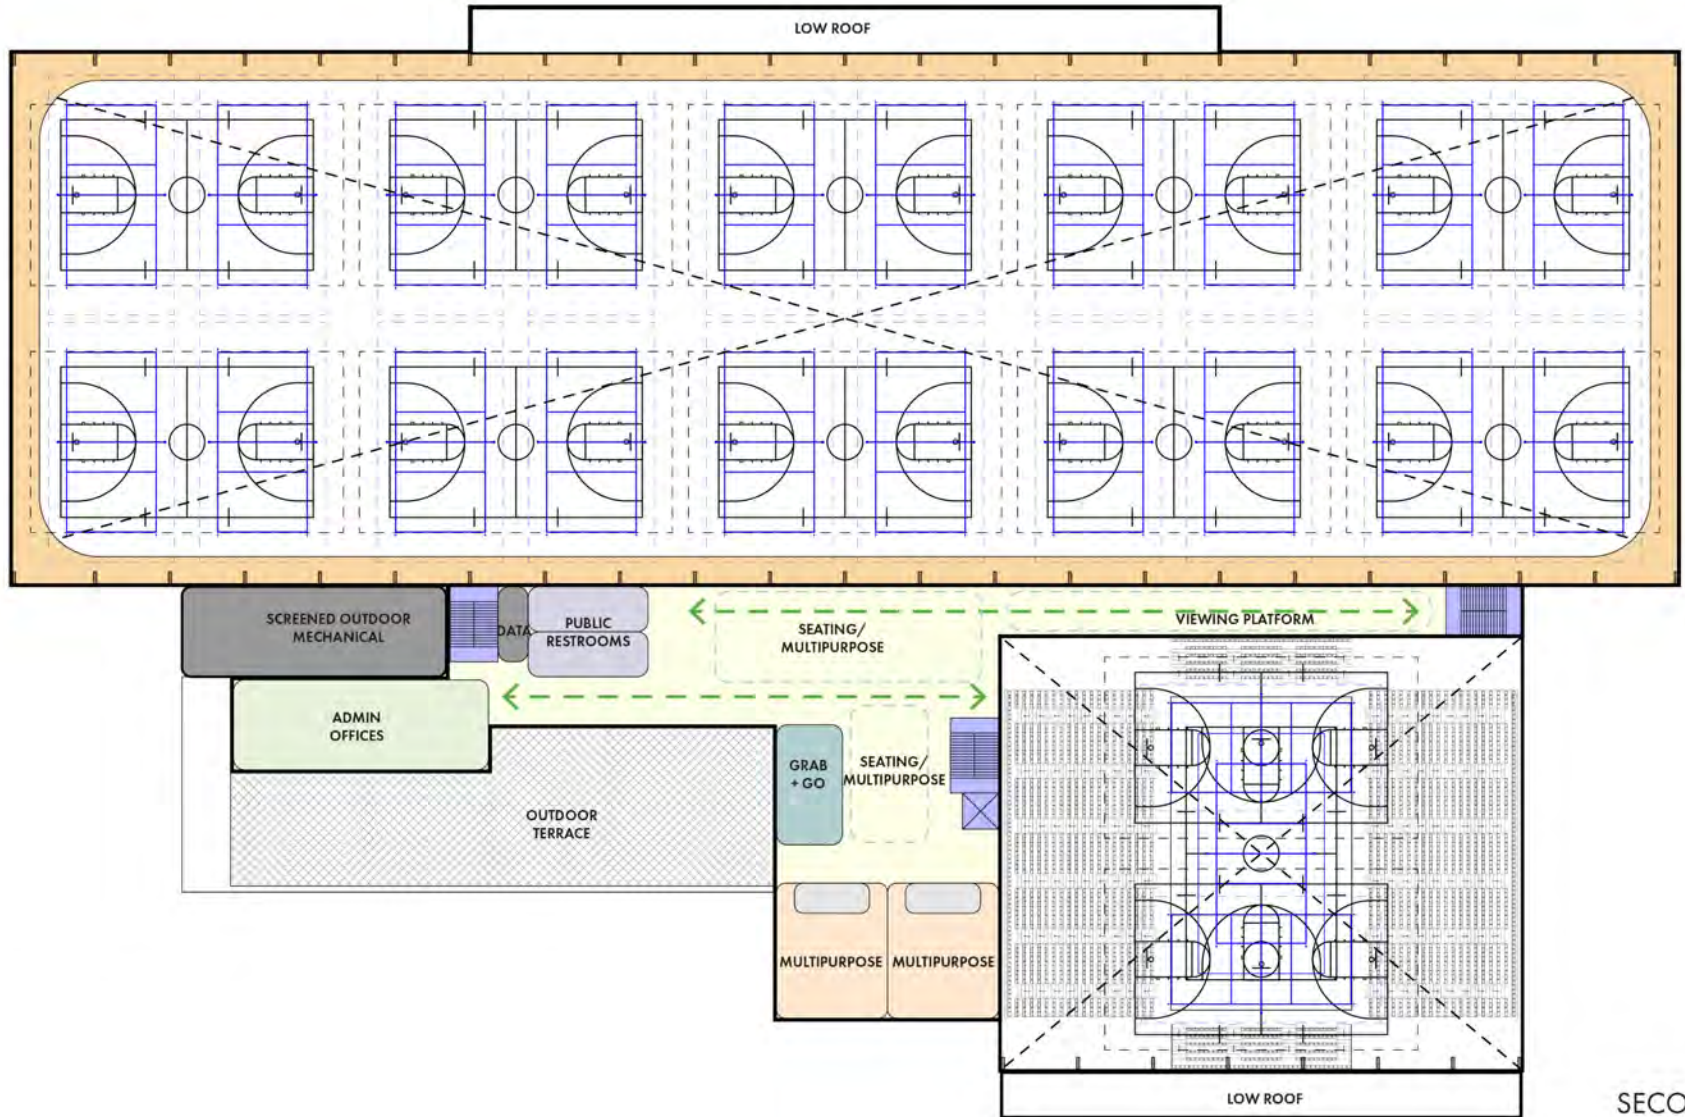 LOW ROOF
SCREENED OUTDOOR
MECHANICAL
DATA
PUBLIC
RESTROOMS
SEATING/
MULTIPURPOSE
VIEWING PLATFORM
ADMIN
OFFICES
GRAB
+ GO
SEATING/
MULTIPURPOSE
OUTDOOR
TERRACE
MULTIPURPOSE
MULTIPURPOSE
LOW ROOF
SECO